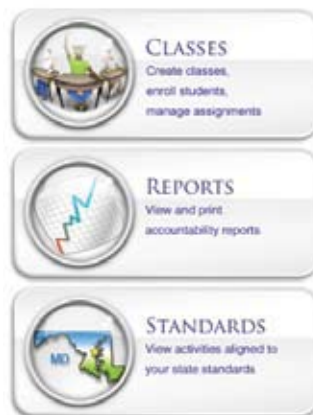 CLASSES
Create classes,
enroll students,
manage assignments
REPORTS
View and print
accountability reports
MD
STANDARDS
View activities aligned to
your state standards